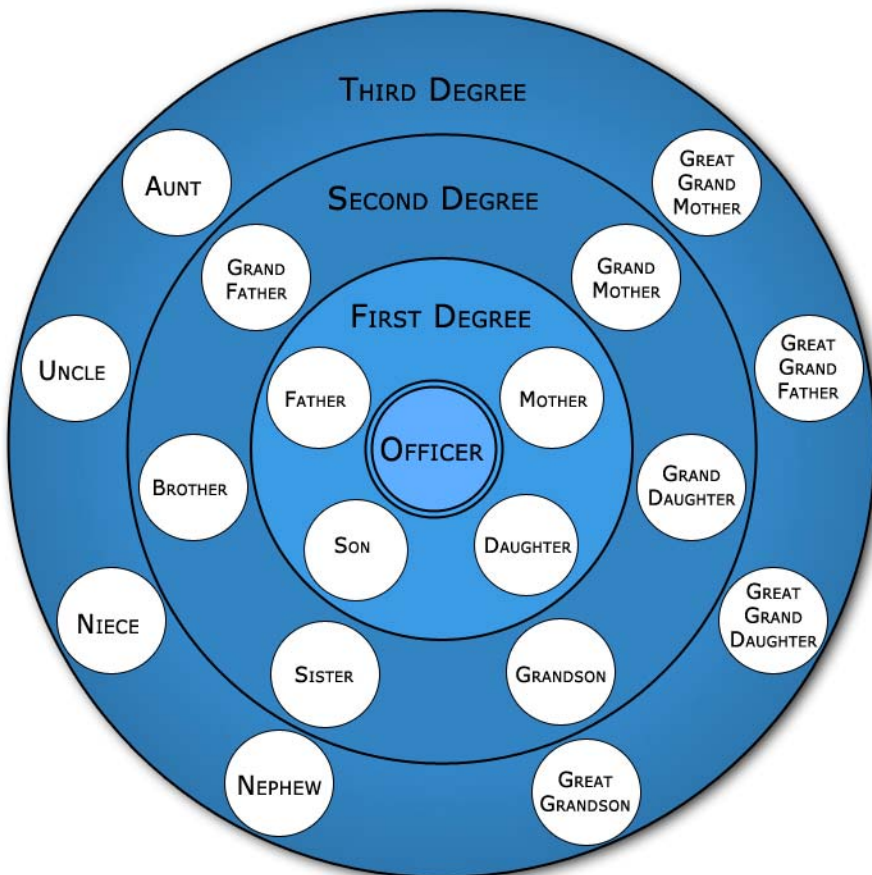 THIRD DEGREE
AUNT
GREAT
GRAND
MOTHER
SECOND DEGREE
GRAND
FATHER
GRAND
MOTHER
FIRST DEGREE
UNCLE
GREAT
GRAND
FATHER
FATHER
MOTHER
OFFICER
BROTHER
GRAND
DAUGHTER
SON
DAUGHTER
NIECE
GREAT
GRAND
DAUGHTER
SISTER
GRANDSON
NEPHEW
GREAT
GRANDSON